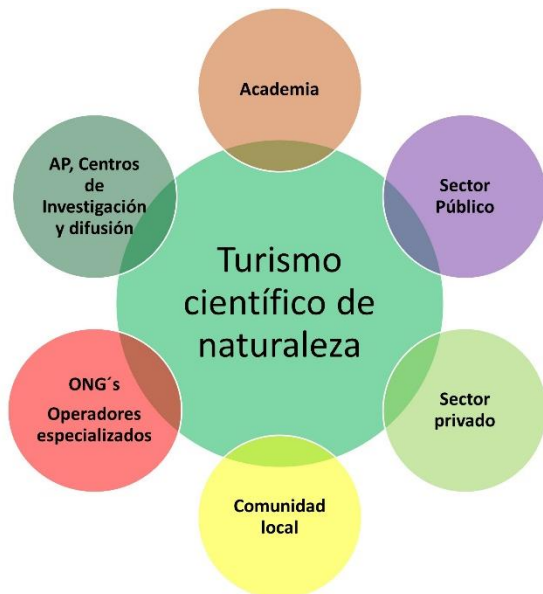 Academia
AP, Centros
de
Investigación
y difusión
Sector
Público
Turismo
científico de
naturaleza
ONG´s
Operadores
especializados
Sector
privado
Comunidad
local